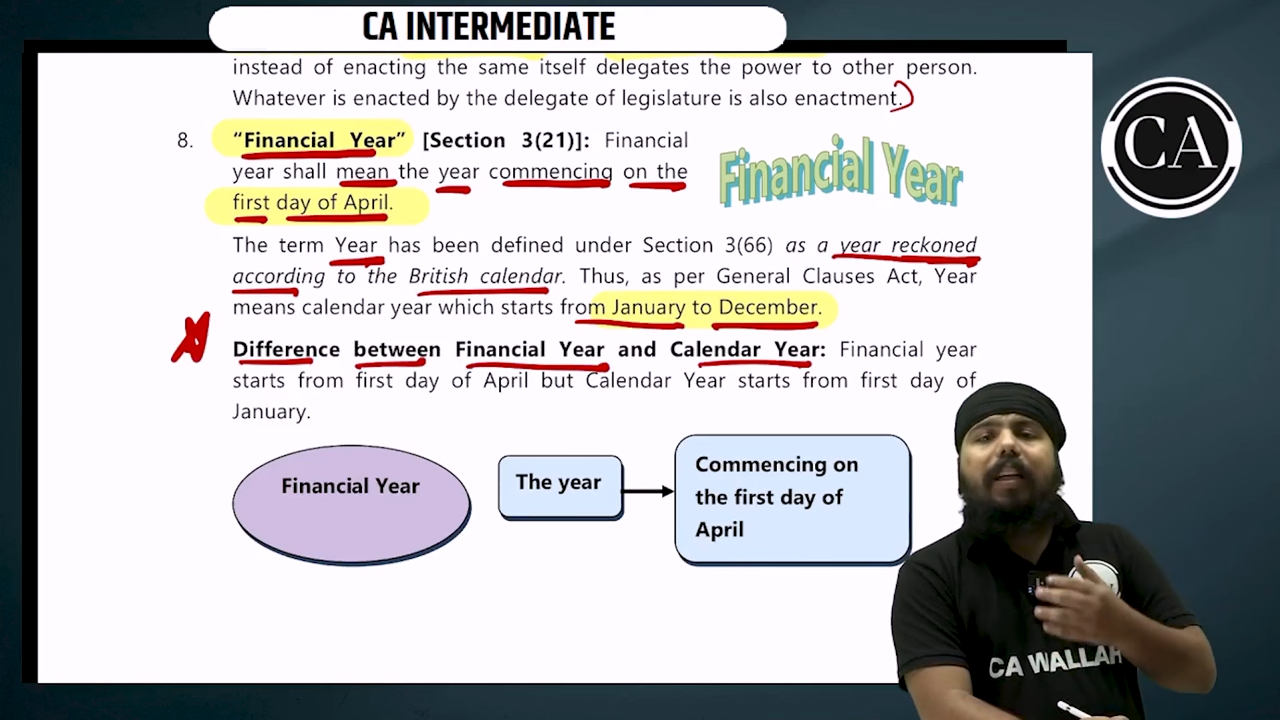 CA INTERMEDIATE
instead of enacting the same itself delegates the power to other person.
Whatever is enacted by the delegate of legislature is also enactment.
8. “Financial Year” [Section 3(21)]: Financial
year shall mean the year commencing on the
first day of April.
Financial Year
The term Year has been defined under Section 3(66) as a year reckoned
according to the British calendar. Thus, as per General Clauses Act, Year
means calendar year which starts from January to December.
Difference between Financial Year and Calendar Year: Financial year
starts from first day of April but Calendar Year starts from first day of
January.
Financial Year
The year
Commencing on
the first day of
April
CA
CA WALLAH